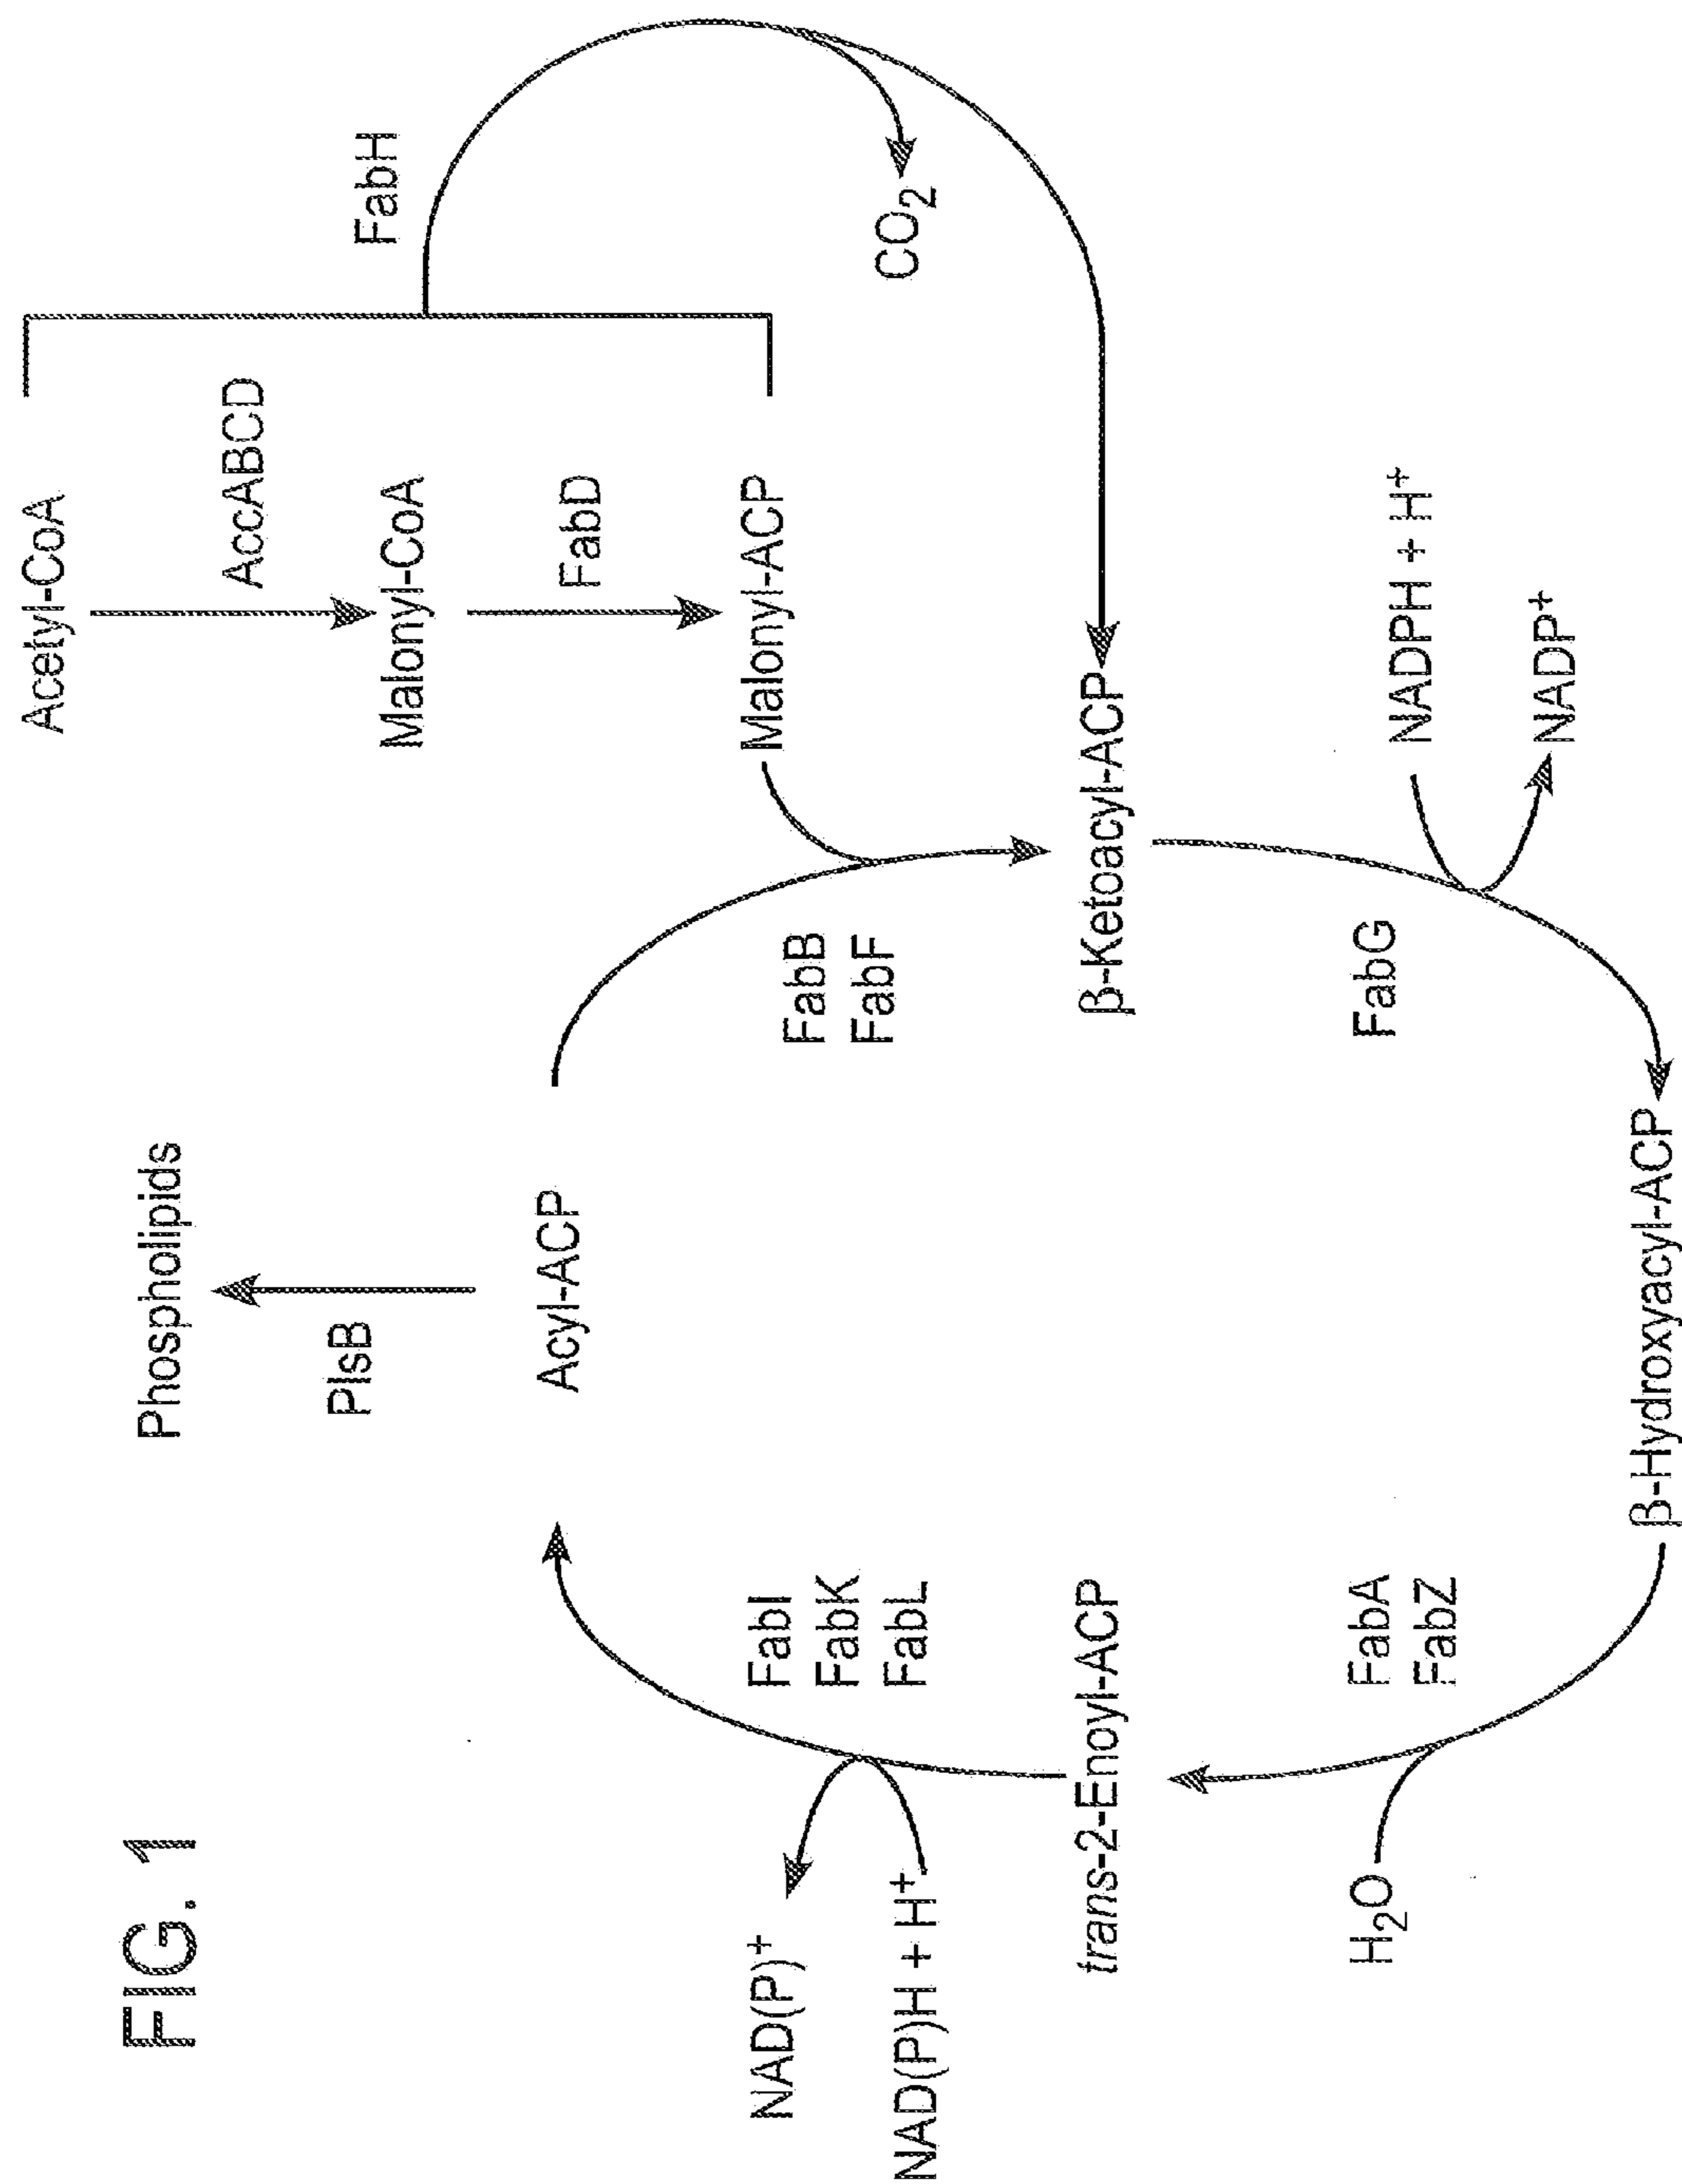 FIG. 1
Phospholipids
PlsB
Acyl-ACP
Acetyl-CoA
AccABCD
Malonyl-CoA
FabD
Malonyl-ACP
FabH
CO₂
FabB
FabF
β-Ketoacyl-ACP
NADPH + H⁺
NADP⁺
FabG
β-Hydroxyacyl-ACP
FabA
FabZ
H₂O
trans-2-Enoyl-ACP
FabI
FabK
FabL
NAD(P)⁺
NAD(P)H + H⁺